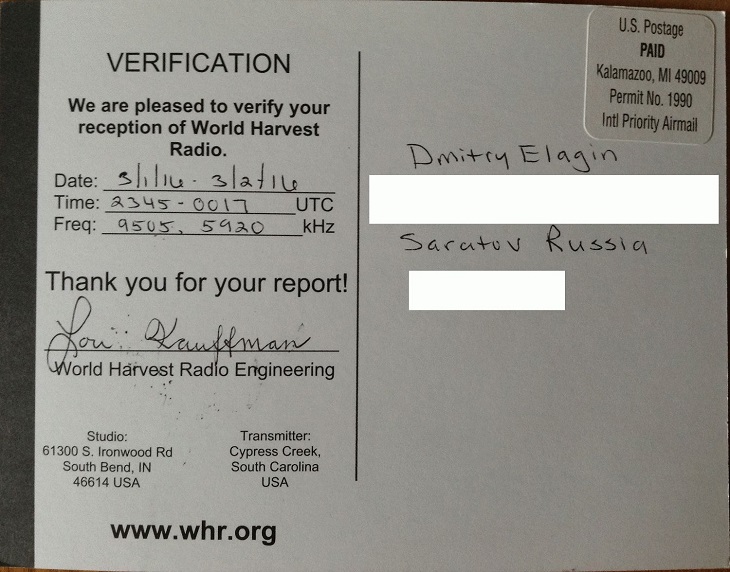 VERIFICATION
We are pleased to verify your
reception of World Harvest
Radio.
Date: 3/1/16 - 3/2/16
Time: 2345-0017 UTC
Freq: 9505, 5920 kHz
Thank you for your report!
Lori Kauffman
World Harvest Radio Engineering
Studio:
61300 S. Ironwood Rd
South Bend, IN
46614 USA
Transmitter:
Cypress Creek,
South Carolina
USA
www.whr.org
U.S. Postage
PAID
Kalamazoo, MI 49009
Permit No. 1990
Intl Priority Airmail
Dmitry Elagin
Saratov Russia